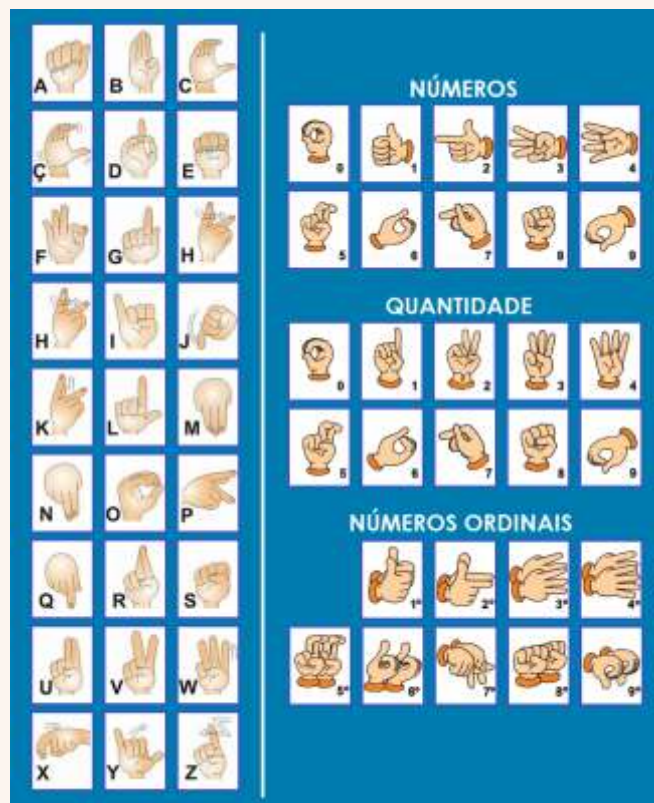 A B C
Ç D E
F G H
H I J
K L M
N O P
Q R S
U V W
X Y Z
NÚMEROS
0 1 2 3 4
5 6 7 8 9
QUANTIDADE
0 1 2 3 4
5 6 7 8 9
NÚMEROS ORDINAIS
1º 2º 3º 4º
5º 6º 7º 8º 9º